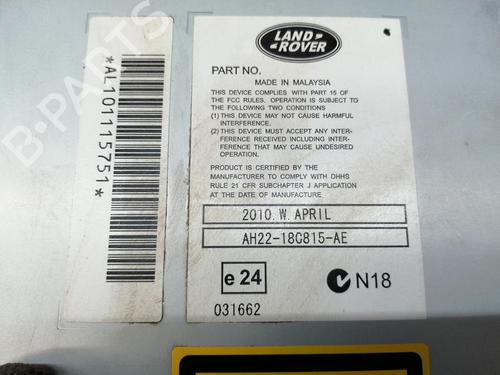 LAND
ROVER
PART NO.
MADE IN MALAYSIA
THIS DEVICE COMPLIES WITH PART 15 OF
THE FCC RULES. OPERATION IS SUBJECT TO
THE FOLLOWING TWO CONDITIONS
(1) THIS DEVICE MAY NOT CAUSE HARMFUL
INTERFERENCE
(2) THIS DEVICE MUST ACCEPT ANY INTER-
FERENCE RECEIVED INCLUDING INTER-
FERENCE THAT MAY CAUSE UNDESIRED
OPERATION.
PRODUCT IS CERTIFIED BY THE
MANUFACTURER TO COMPLY WITH DHHS
RULE 21 CFR SUBCHAPTER J APPLICATION
AT THE DATE OF MANUFACTURE.
2010. W. APRIL
AH22-18C815-AE
e 24
N18
031662
*AL101115751*
B-PARTS